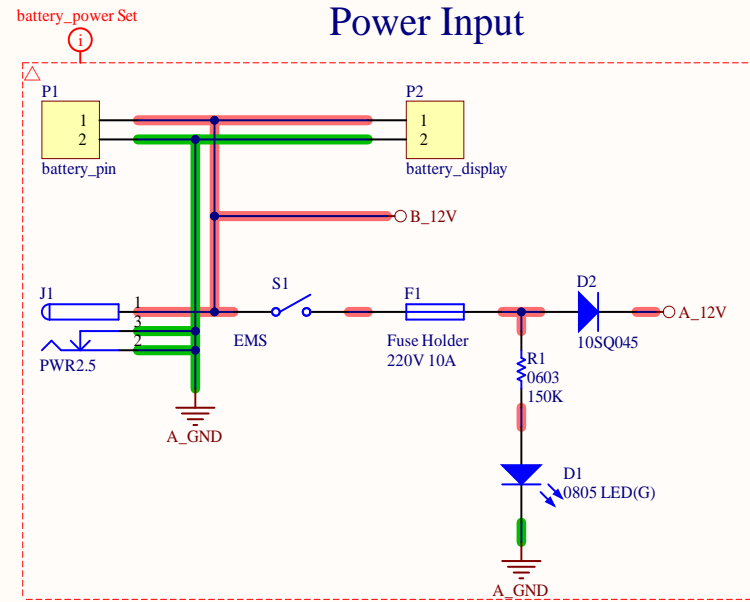 battery_power Set
i
Power Input
P1
1
2
battery_pin
P2
1
2
battery_display
B_12V
J1
1
3
2
PWR2.5
S1
EMS
F1
Fuse Holder
220V 10A
D2
10SQ045
A_12V
R1
0603
150K
A_GND
D1
0805 LED(G)
A_GND